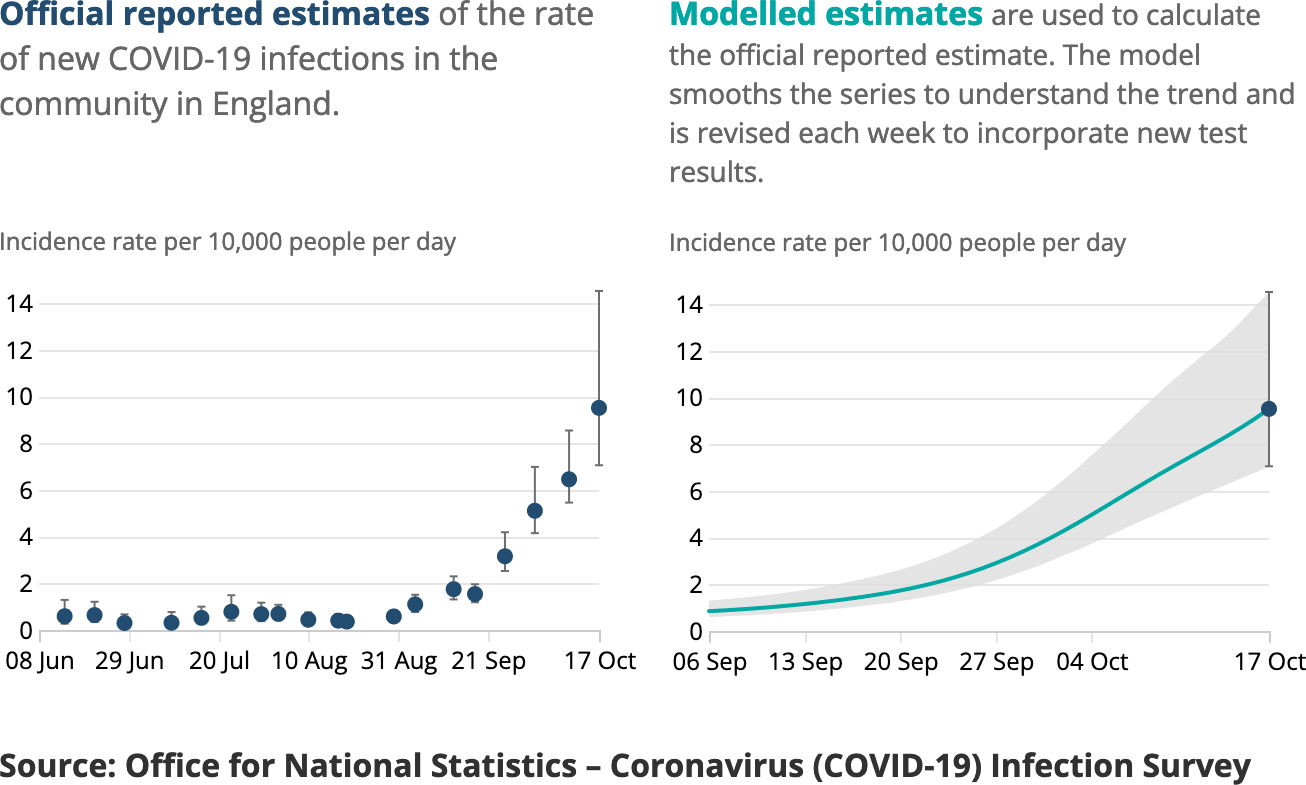 Official reported estimates of the rate
of new COVID-19 infections in the
community in England.
Modelled estimates are used to calculate
the official reported estimate. The model
smooths the series to understand the trend and
is revised each week to incorporate new test
results.
Incidence rate per 10,000 people per day
14
12
10
8
6
4
2
0
08 Jun 29 Jun 20 Jul 10 Aug 31 Aug 21 Sep 17 Oct
Incidence rate per 10,000 people per day
14
12
10
8
6
4
2
0
06 Sep 13 Sep 20 Sep 27 Sep 04 Oct 17 Oct
Source: Office for National Statistics – Coronavirus (COVID-19) Infection Survey